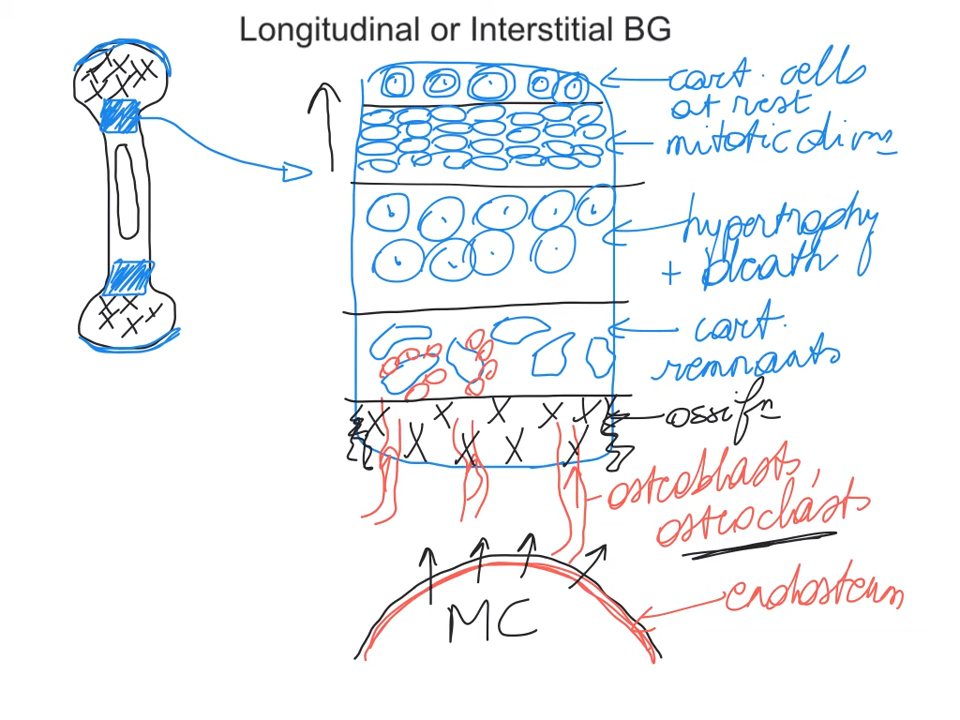 Longitudinal or Interstitial BG
cart. cells
at rest
mitotic divns
hypertrophy
+ death
cart.
remnants
ossifn
osteoblasts,
osteoclasts
endosteum
MC